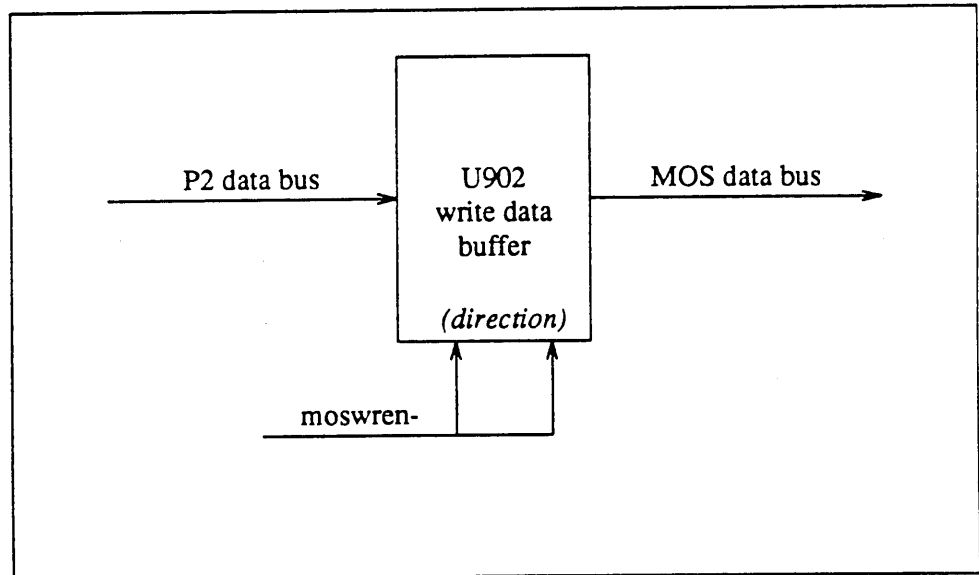 P2 data bus
U902
write data
buffer
MOS data bus
(direction)
moswren-